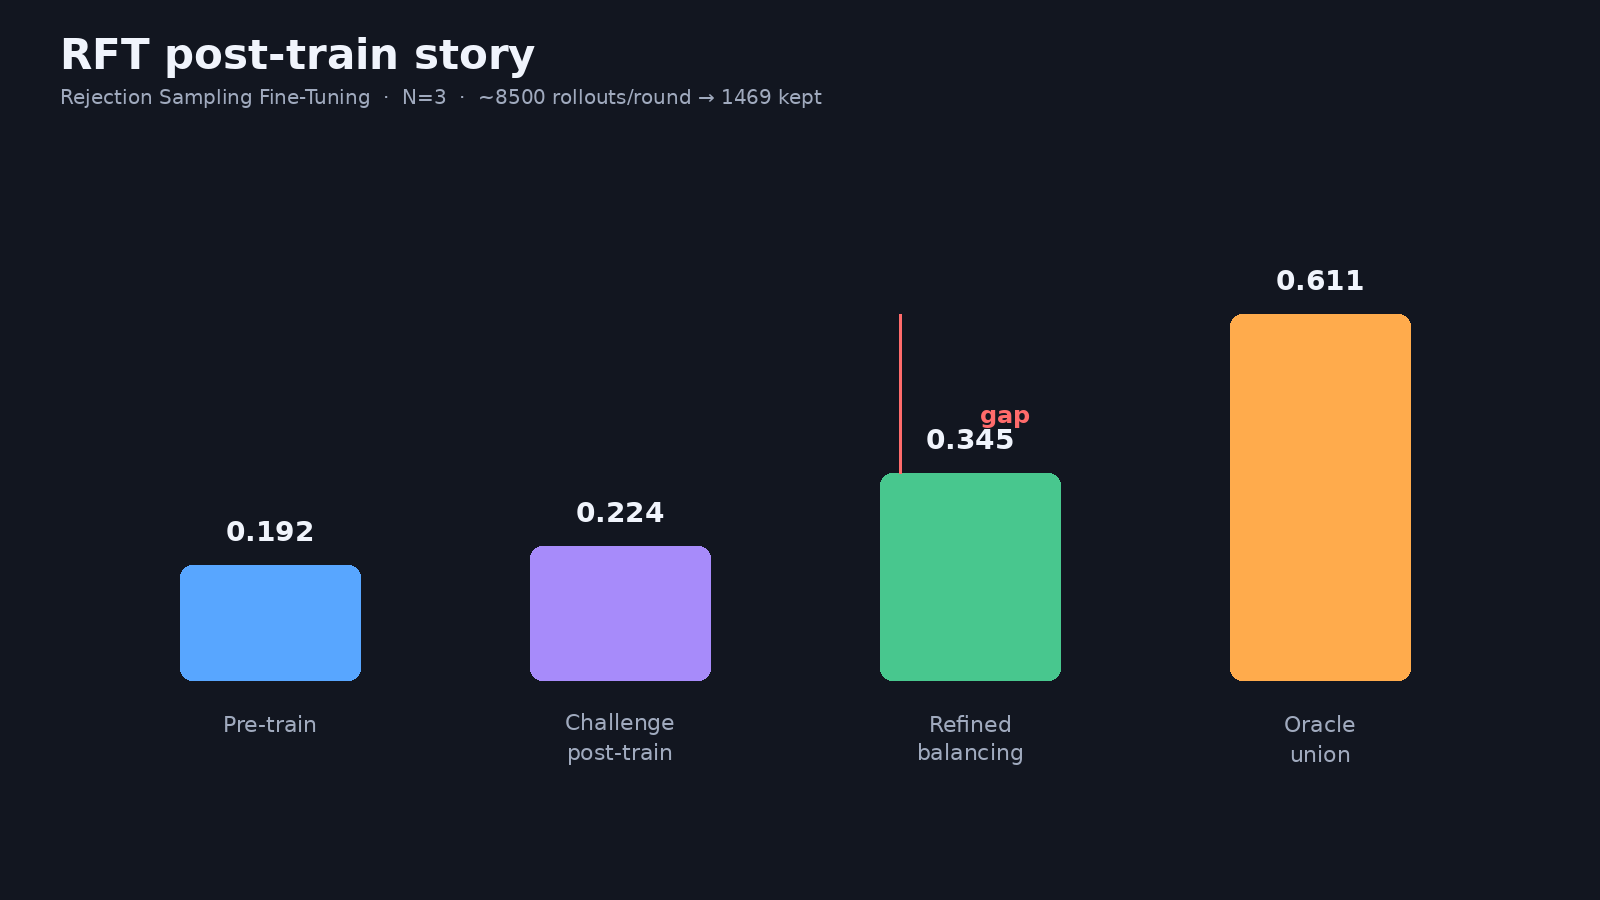 RFT post-train story
Rejection Sampling Fine-Tuning · N=3 · ~8500 rollouts/round → 1469 kept
0.192
0.224
gap
0.345
0.611
Pre-train
Challenge
post-train
Refined
balancing
Oracle
union